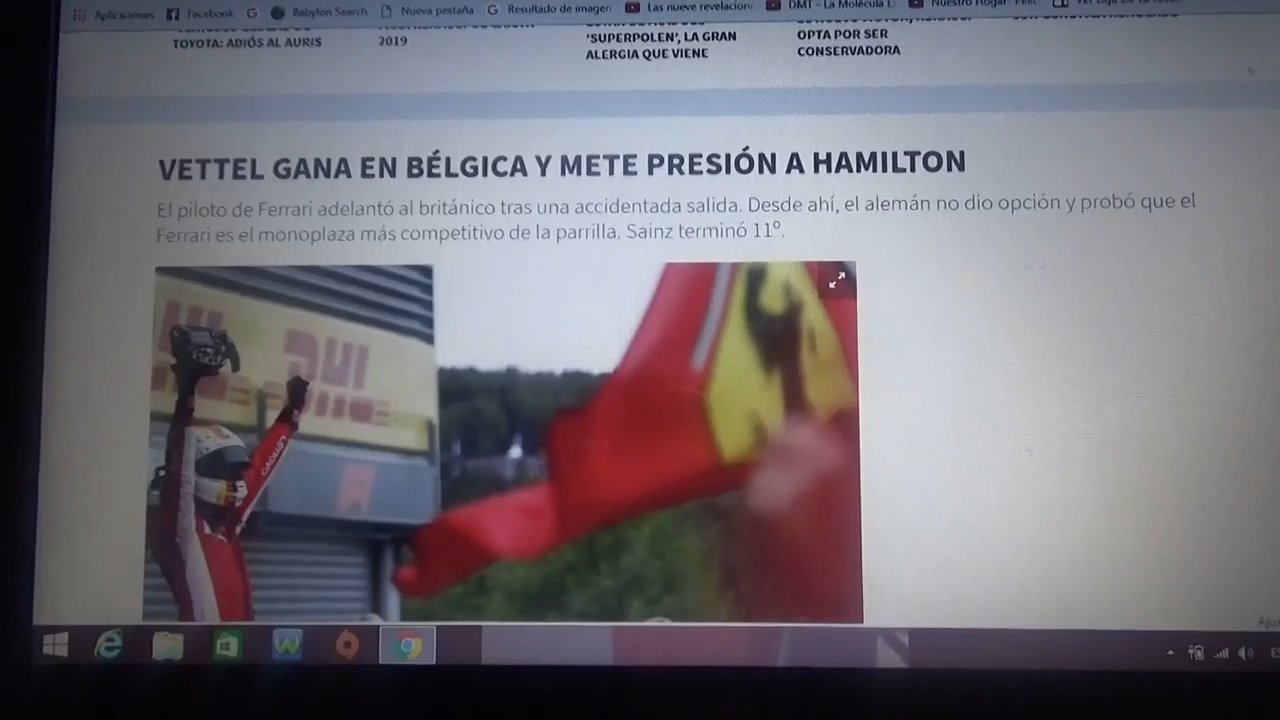 Aplicaciones Facebook Babylon Search Nueva pestaña Resultado de imagen Las nueve revelacion DMT - La Molécula E Nuestro Hogar
TOYOTA: ADIÓS AL AURIS
2019
'SUPERPOLEN', LA GRAN
ALERGIA QUE VIENE
OPTA POR SER
CONSERVADORA
VETTEL GANA EN BÉLGICA Y METE PRESIÓN A HAMILTON
El piloto de Ferrari adelantó al británico tras una accidentada salida. Desde ahí, el alemán no dio opción y probó que el
Ferrari es el monoplaza más competitivo de la parrilla. Sainz terminó 11º.
DHL
LENOVO
Aju
ES